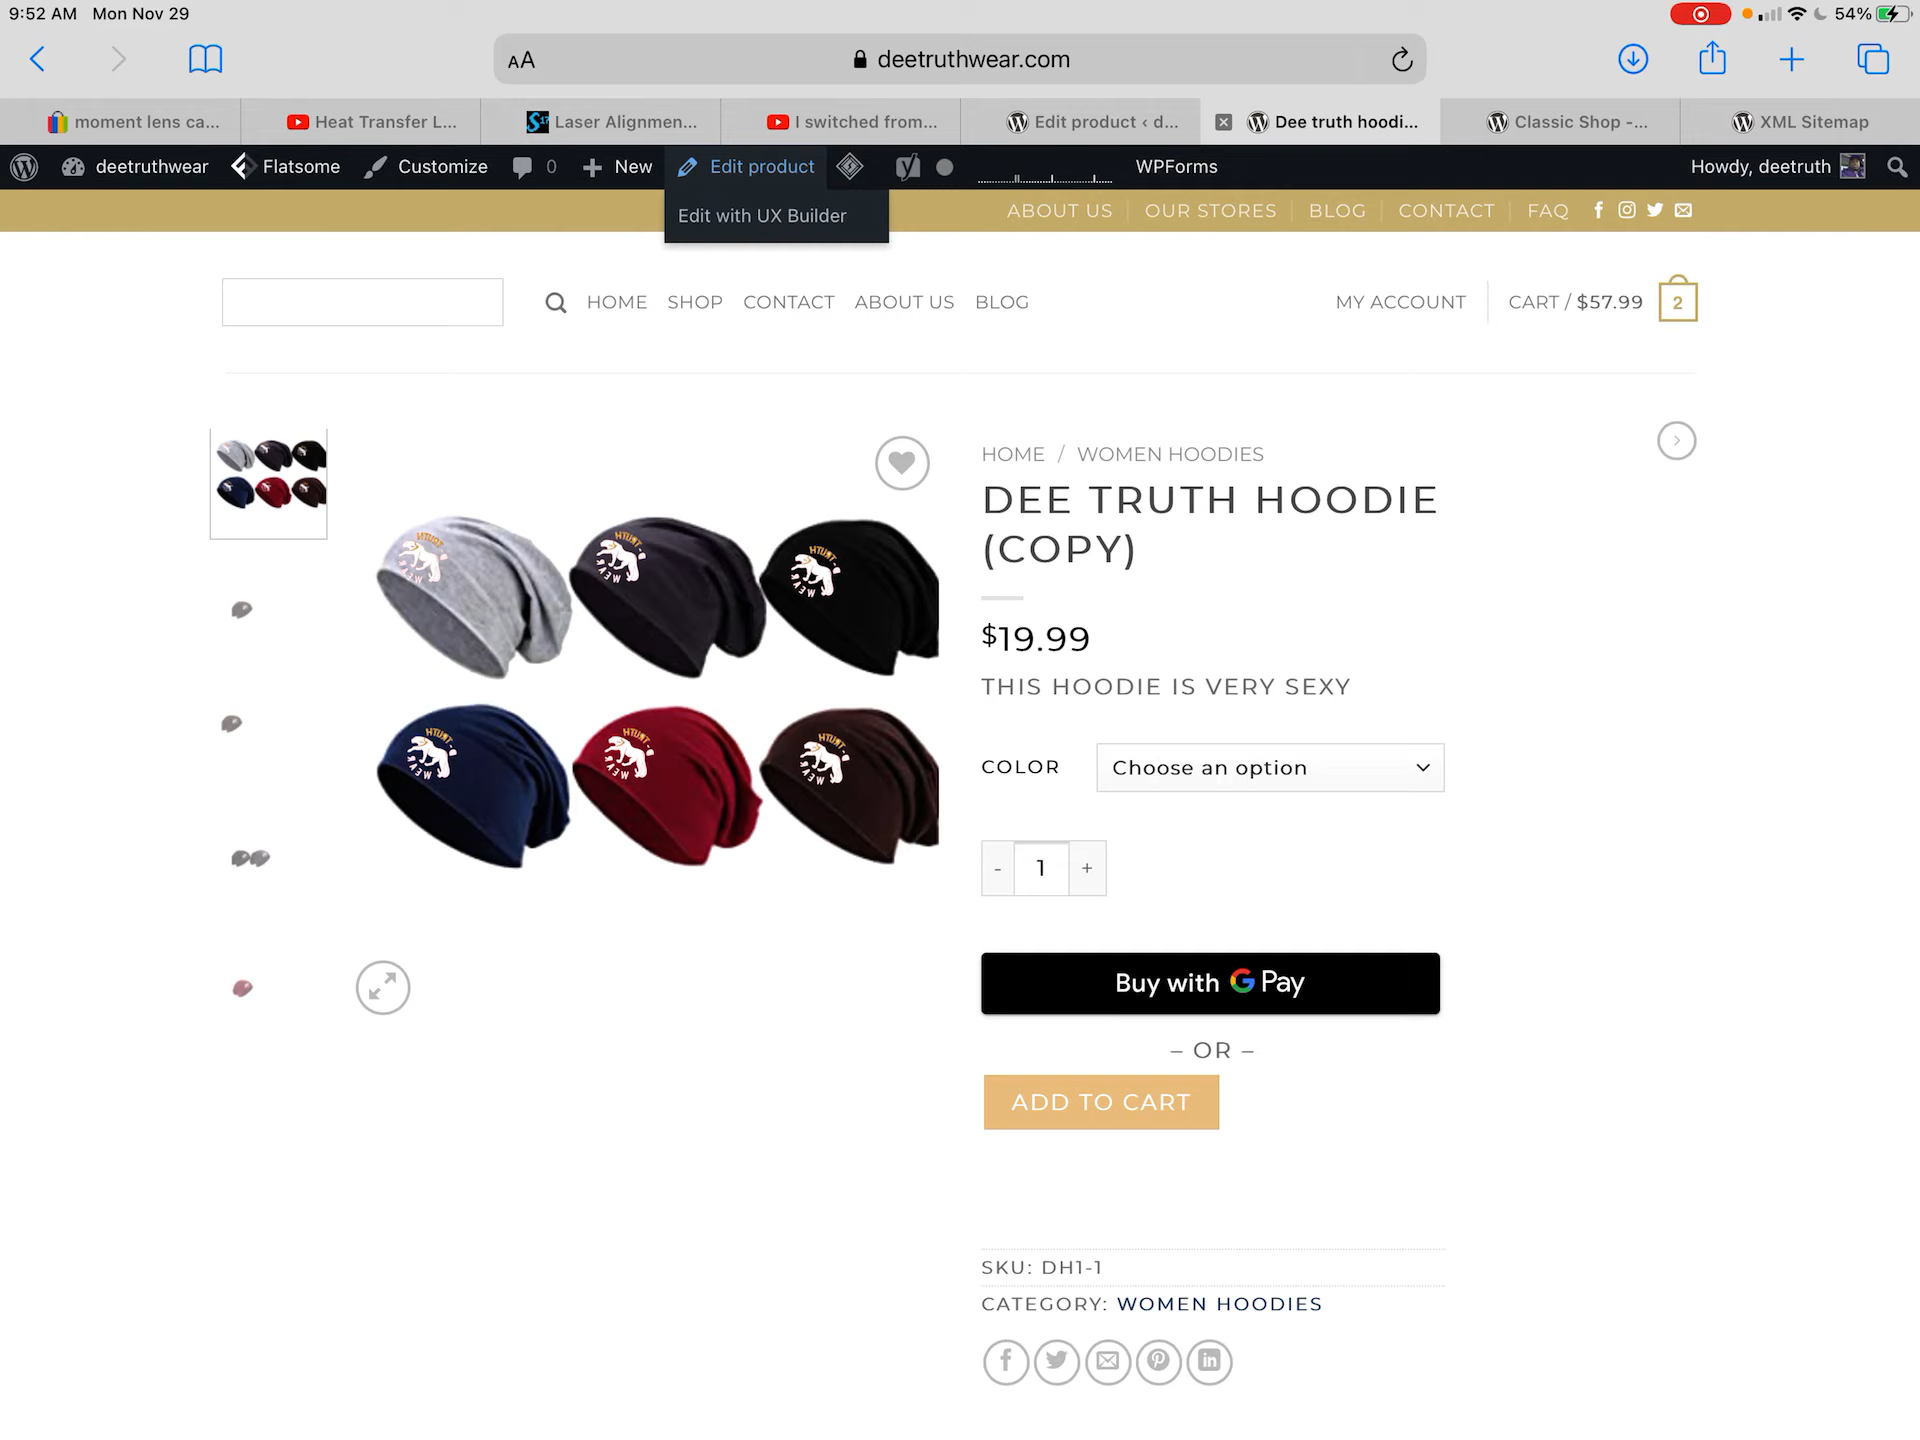 9:52 AM Mon Nov 29
54%
AA deetruthwear.com
moment lens ca...
Heat Transfer L...
Laser Alignmen...
I switched from...
Edit product ‹ d...
Dee truth hoodi...
Classic Shop -...
XML Sitemap
deetruthwear
Flatsome
Customize
0
New
Edit product
WPForms
Howdy, deetruth
Edit with UX Builder
ABOUT US
OUR STORES
BLOG
CONTACT
FAQ
HOME SHOP CONTACT ABOUT US BLOG
MY ACCOUNT
CART / $57.99
2
HOME / WOMEN HOODIES
DEE TRUTH HOODIE
(COPY)
$19.99
THIS HOODIE IS VERY SEXY
COLOR
Choose an option
- 1 +
Buy with G Pay
– OR –
ADD TO CART
SKU: DH1-1
CATEGORY: WOMEN HOODIES